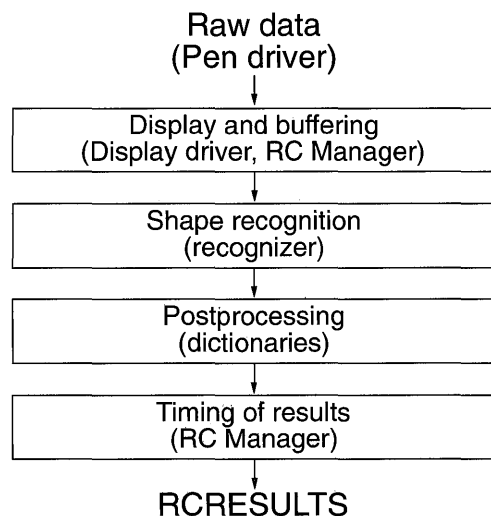 Raw data
(Pen driver)
Display and buffering
(Display driver, RC Manager)
Shape recognition
(recognizer)
Postprocessing
(dictionaries)
Timing of results
(RC Manager)
RCRESULTS